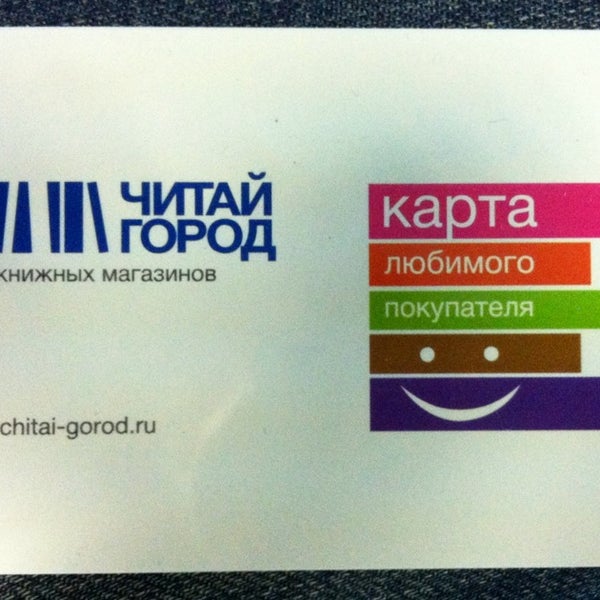 ЧИТАЙ
ГОРОД
книжных магазинов
chitai-gorod.ru
карта
любимого
покупателя